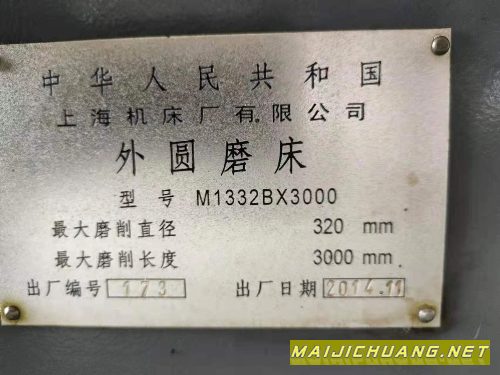 中华人民共和国
上海机床厂有限公司
外圆磨床
型号 M1332BX3000
最大磨削直径 320 mm
最大磨削长度 3000 mm.
出厂编号 173 出厂日期 2014.11
MAIJICHUANG.NET